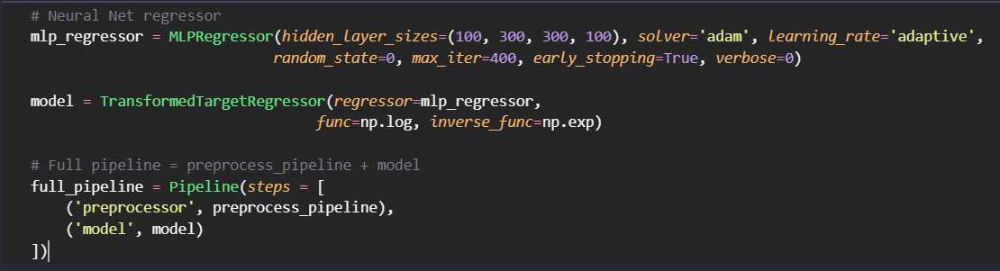 # Neural Net regressor
mlp_regressor = MLPRegressor(hidden_layer_sizes=(100, 300, 300, 100), solver='adam', learning_rate='adaptive',
                            random_state=0, max_iter=400, early_stopping=True, verbose=0)

model = TransformedTargetRegressor(regressor=mlp_regressor,
                                 func=np.log, inverse_func=np.exp)

# Full pipeline = preprocess_pipeline + model
full_pipeline = Pipeline(steps = [
    ('preprocessor', preprocess_pipeline),
    ('model', model)
])